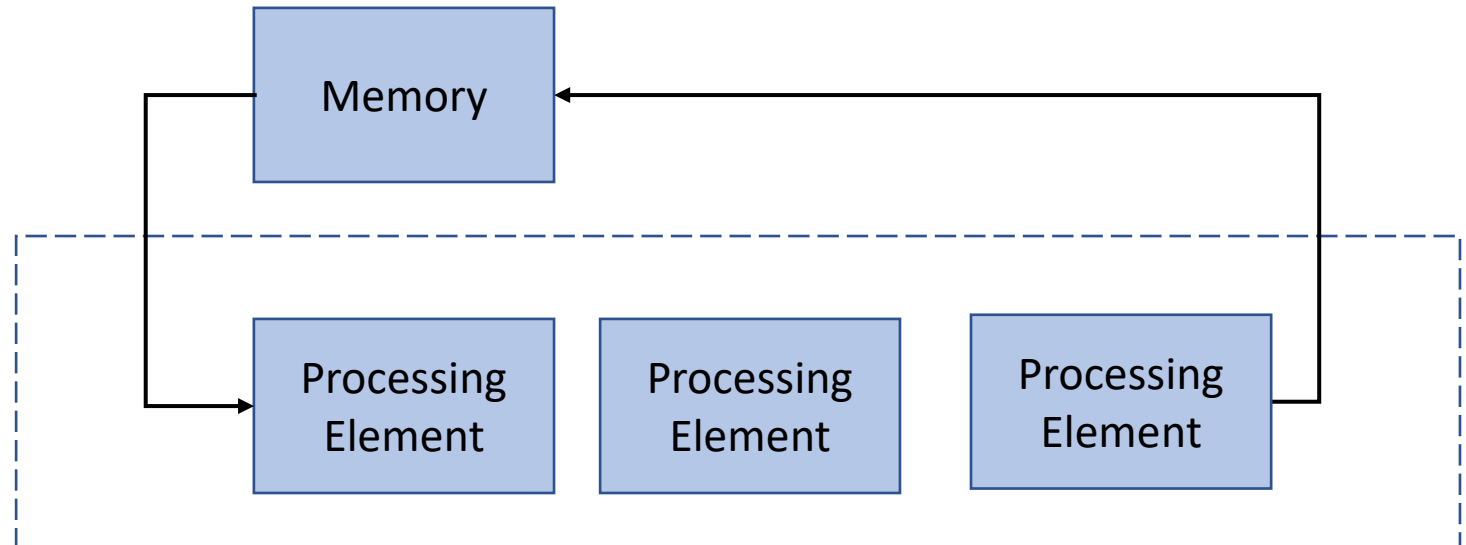 Memory
Processing
Element
Processing
Element
Processing
Element